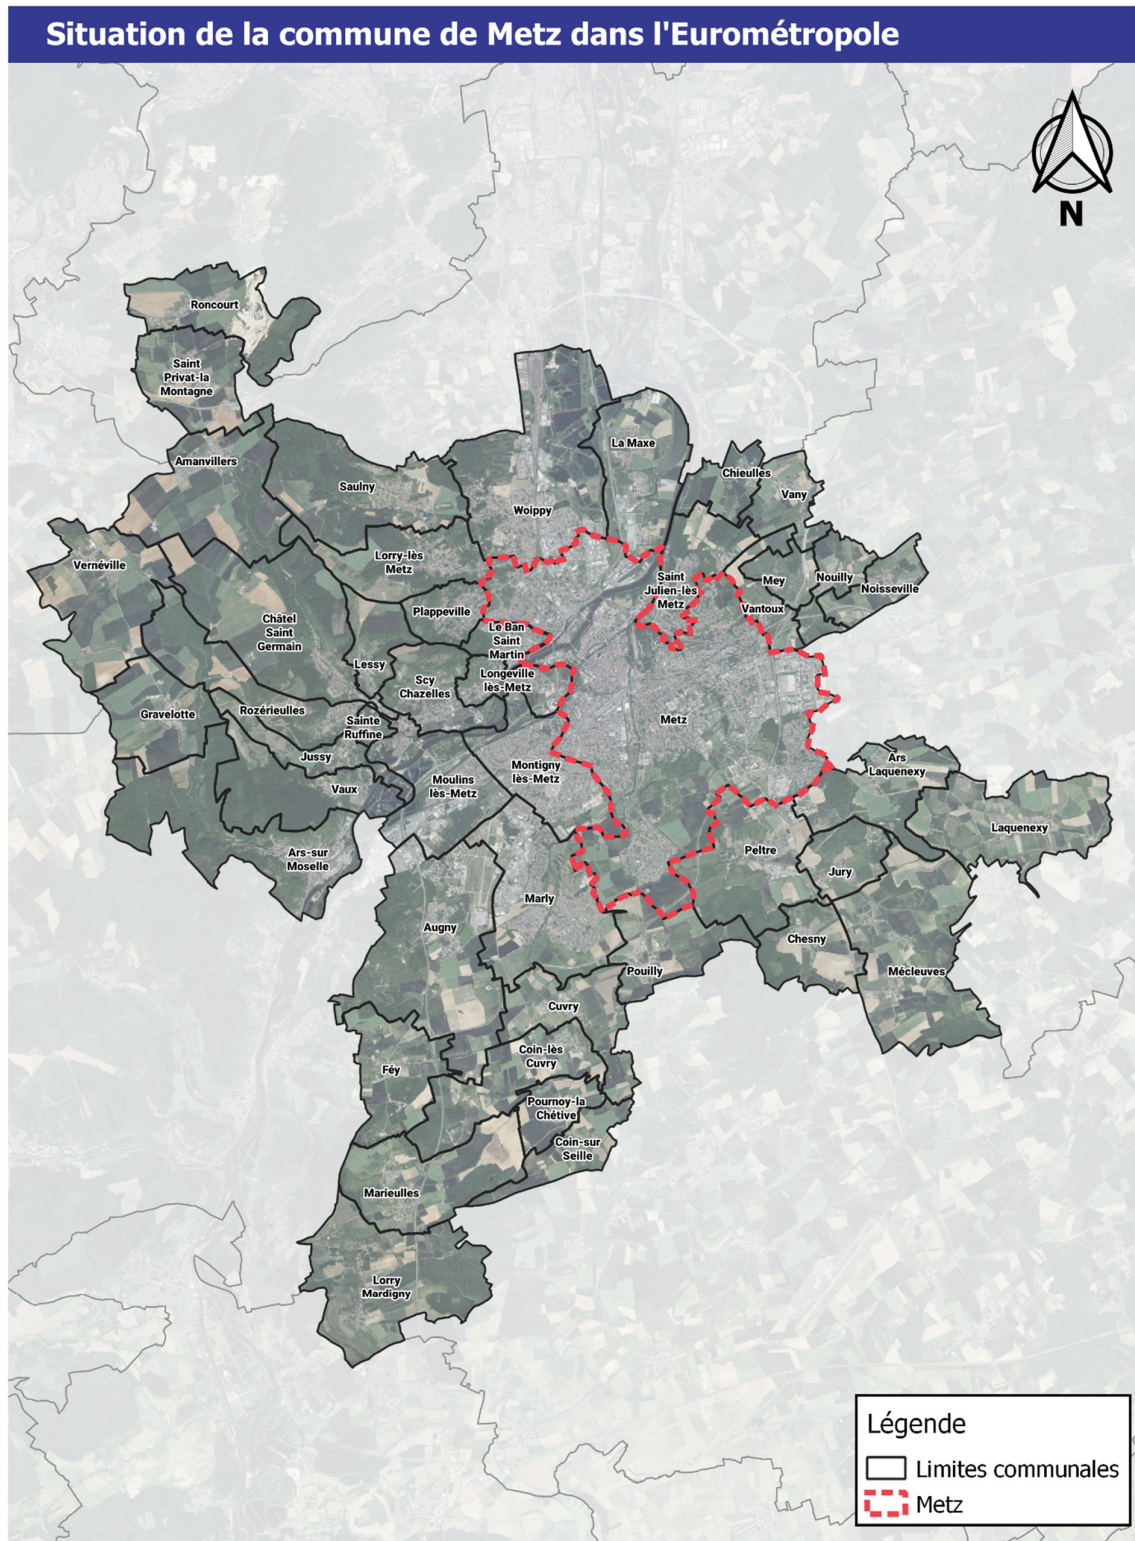 Situation de la commune de Metz dans l'Eurométropole
N
Roncourt
Saint
Privat-la
Montagne
La Maxe
Amanvillers
Chieulles
Saulny
Vany
Woippy
Lorry-lès
Metz
Vernéville
Saint
Julien-lès
Metz
Mey
Nouilly
Noisseville
Plappeville
Vantoux
Châtel
Saint
Germain
Le Ban
Saint
Martin
Lessy
Scy
Chazelles
Longeville
lès-Metz
Gravelotte
Rozérieulles
Sainte
Ruffine
Metz
Jussy
Vaux
Moulins
lès-Metz
Montigny
lès-Metz
Ars
Laquenexy
Laquenexy
Ars-sur
Moselle
Peltre
Jury
Marly
Augny
Chesny
Pouilly
Mécleuves
Cuvry
Coin-lès
Cuvry
Féy
Pournoy-la
Chétive
Coin-sur
Seille
Marieulles
Lorry
Mardigny
Légende
Limites communales
Metz